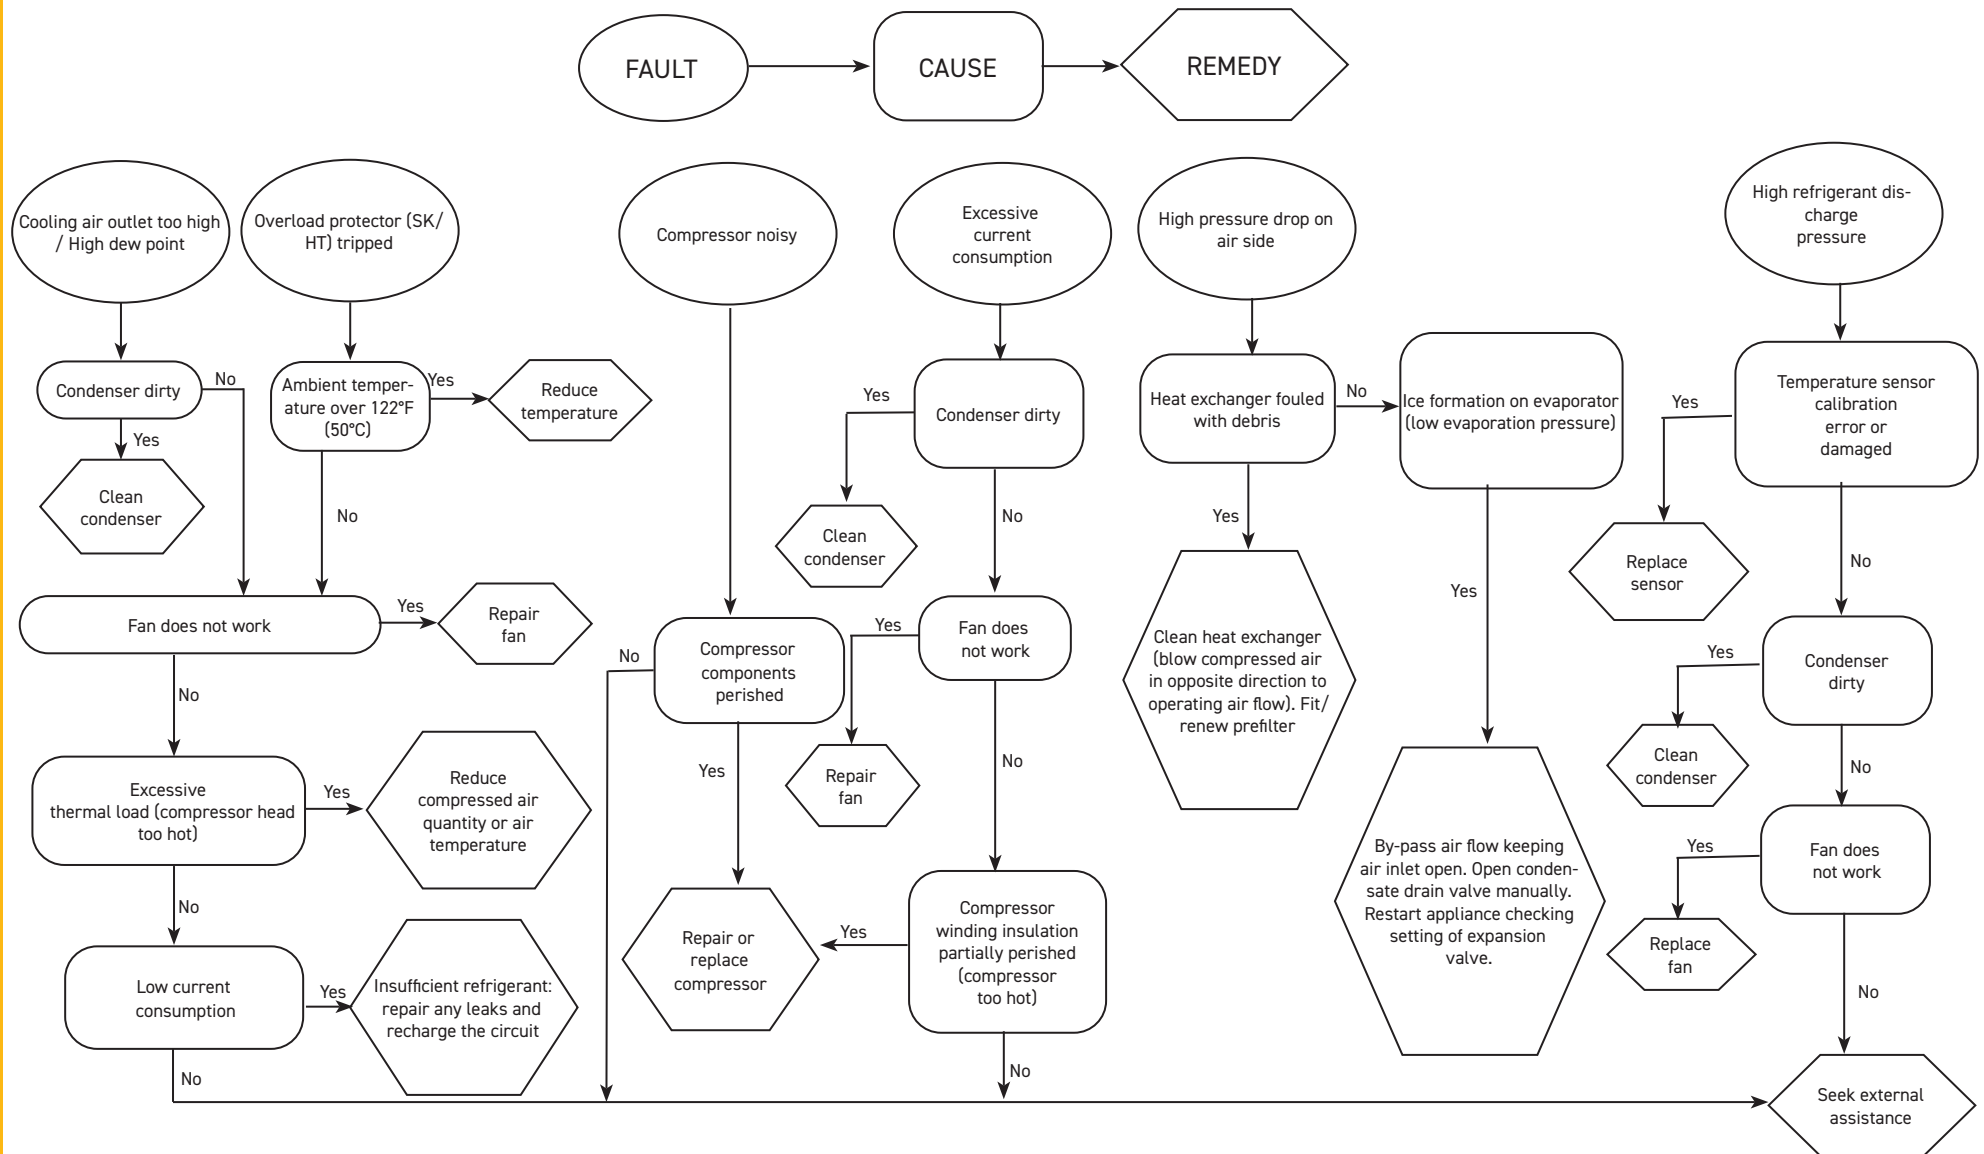 FAULT
CAUSE
REMEDY
Cooling air outlet too high
/ High dew point
Overload protector (SK/
HT) tripped
Compressor noisy
Excessive
current
consumption
High pressure drop on
air side
High refrigerant dis-
charge
pressure
Condenser dirty
No
Yes
Clean
condenser
Ambient temper-
ature over 122°F
(50°C)
Yes
Reduce
temperature
No
Fan does not work
Yes
Repair
fan
No
Excessive
thermal load (compressor head
too hot)
Yes
Reduce
compressed air
quantity or air
temperature
No
Low current
consumption
Yes
Insufficient refrigerant:
repair any leaks and
recharge the circuit
No
Compressor
components
perished
No
Yes
Repair or
replace
compressor
Condenser dirty
Yes
Clean
condenser
No
Fan does
not work
Yes
Repair
fan
No
Compressor
winding insulation
partially perished
(compressor
too hot)
Yes
No
Heat exchanger fouled
with debris
No
Yes
Clean heat exchanger
(blow compressed air
in opposite direction to
operating air flow). Fit/
renew prefilter
Ice formation on evaporator
(low evaporation pressure)
Yes
By-pass air flow keeping
air inlet open. Open conden-
sate drain valve manually.
Restart appliance checking
setting of expansion
valve.
Temperature sensor
calibration
error or
damaged
Yes
Replace
sensor
No
Condenser
dirty
Yes
Clean
condenser
No
Fan does
not work
Yes
Replace
fan
No
Seek external
assistance